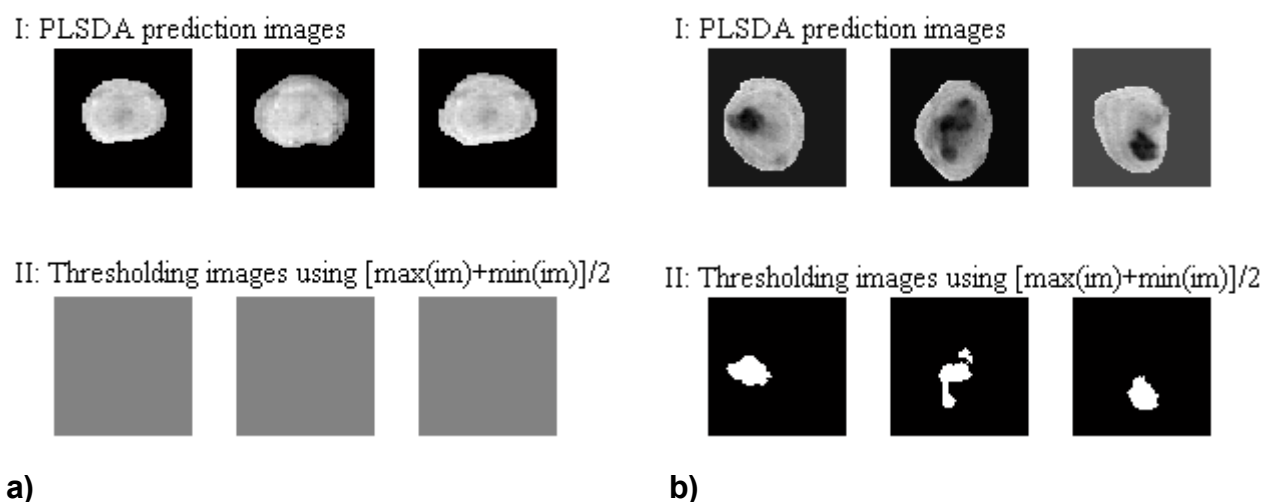 I: PLSDA prediction images
II: Thresholding images using [max(im)+min(im)]/2
a)
I: PLSDA prediction images
II: Thresholding images using [max(im)+min(im)]/2
b)